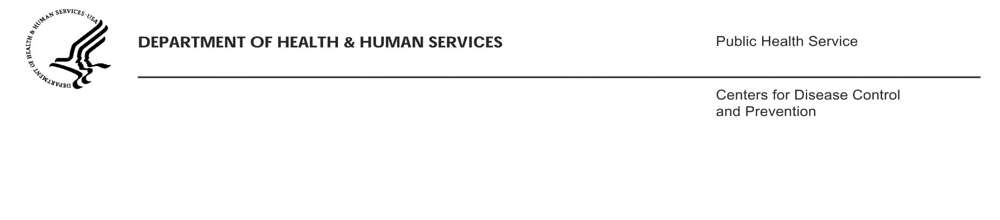 DEPARTMENT OF HEALTH & HUMAN SERVICES·USA
DEPARTMENT OF HEALTH & HUMAN SERVICES
Public Health Service
Centers for Disease Control
and Prevention